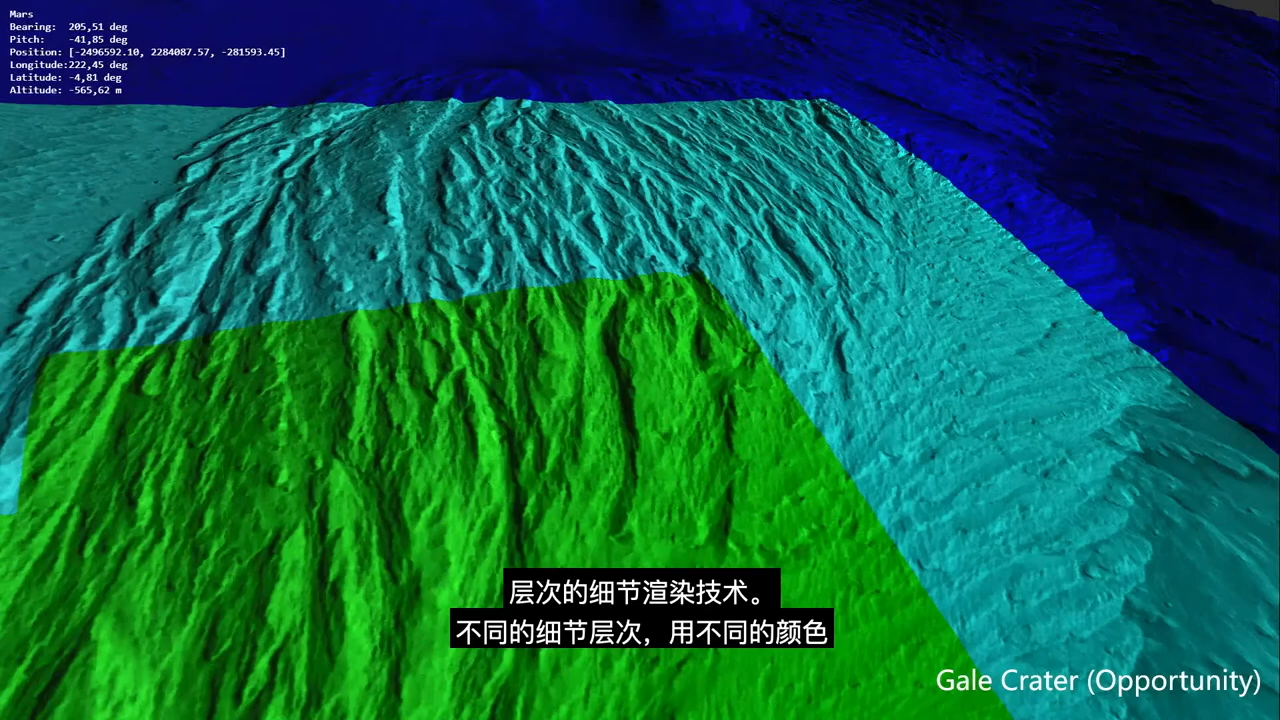 Mars
Bearing: 205,51 deg
Pitch: -41,85 deg
Position: [-2496592.10, 2284087.57, -281593.45]
Longitude:222,45 deg
Latitude: -4,81 deg
Altitude: -565,62 m
层次的细节渲染技术。
不同的细节层次，用不同的颜色
Gale Crater (Opportunity)